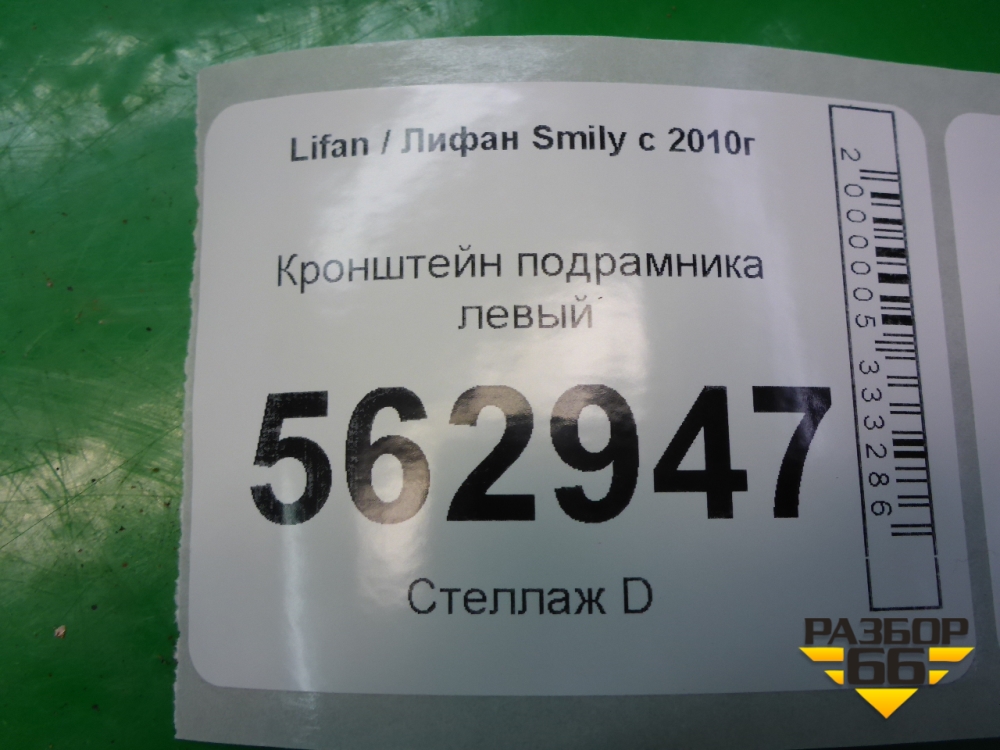 Lifan / Лифан Smily с 2010г
Кронштейн подрамника
левый
562947
Стеллаж D
2000005333286
РАЗБОР
66